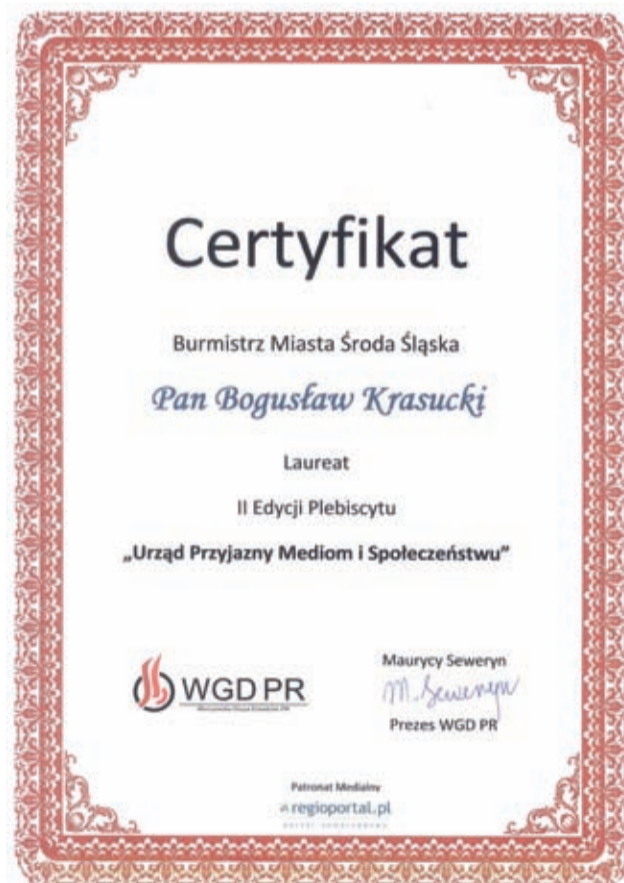 Certyfikat
Burmistrz Miasta Środa Śląska
Pan Bogusław Krasucki
Laureat
II Edycji Plebiscytu
„Urząd Przyjazny Mediom i Społeczeństwu”
WGD PR
Maurycy Seweryn
M. Seweryn
Prezes WGD PR
Patronat Medialny
regioportal.pl